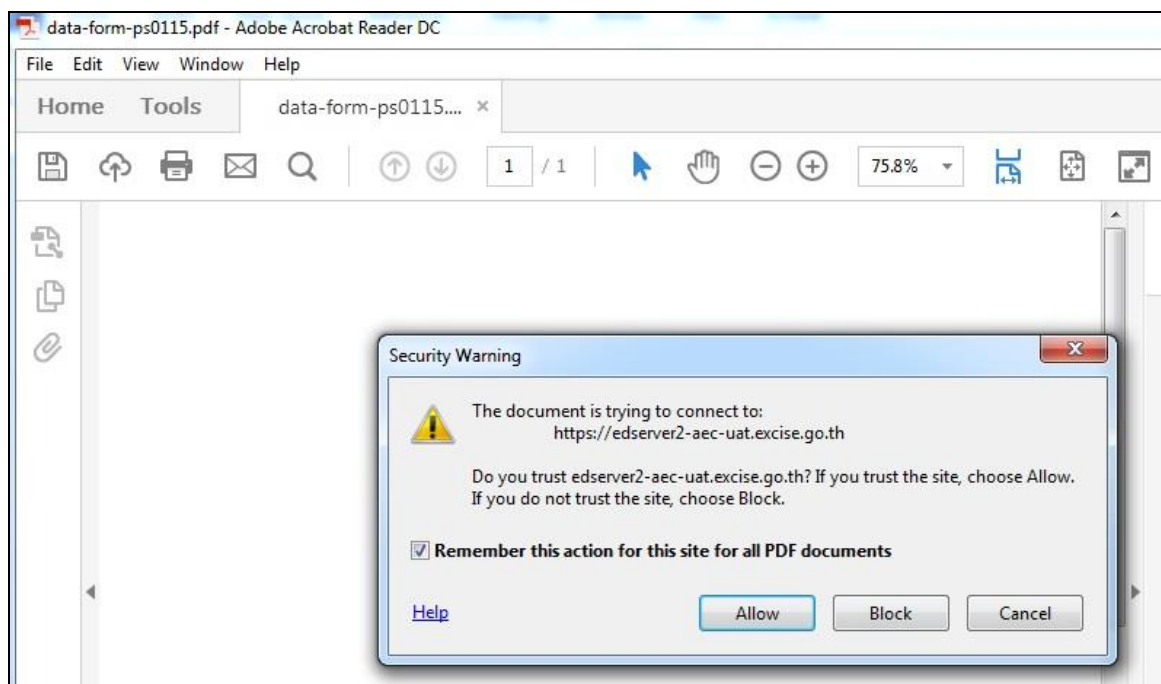 data-form-ps0115.pdf - Adobe Acrobat Reader DC
File Edit View Window Help
Home Tools data-form-ps0115.... ×
1 / 1 75.8%
Security Warning
The document is trying to connect to:
https://edserver2-aec-uat.excise.go.th
Do you trust edserver2-aec-uat.excise.go.th? If you trust the site, choose Allow.
If you do not trust the site, choose Block.
Remember this action for this site for all PDF documents
Help Allow Block Cancel